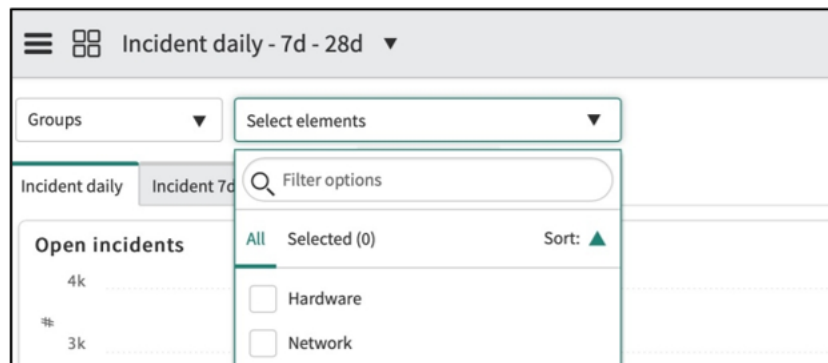 Incident daily - 7d - 28d
Groups
Select elements
Incident daily
Incident 7d
Filter options
All
Selected (0)
Sort:
Open incidents
4k
#
3k
Hardware
Network